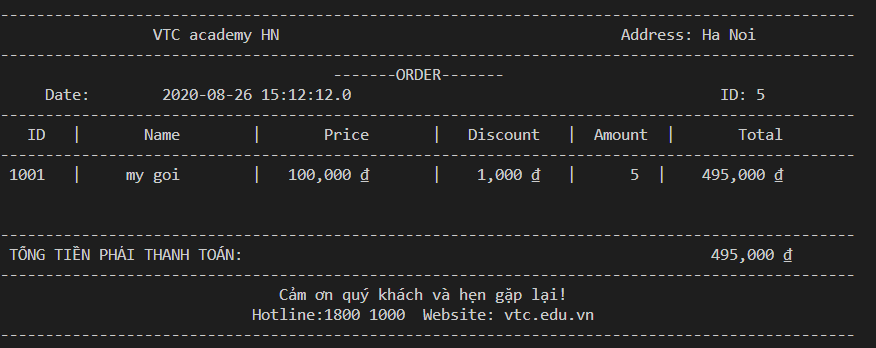 VTC academy HN Address: Ha Noi
-------ORDER-------
Date: 2020-08-26 15:12:12.0 ID: 5
ID | Name | Price | Discount | Amount | Total
1001 | my goi | 100,000 ₫ | 1,000 ₫ | 5 | 495,000 ₫
TỔNG TIỀN PHẢI THANH TOÁN: 495,000 ₫
Cảm ơn quý khách và hẹn gặp lại!
Hotline:1800 1000 Website: vtc.edu.vn